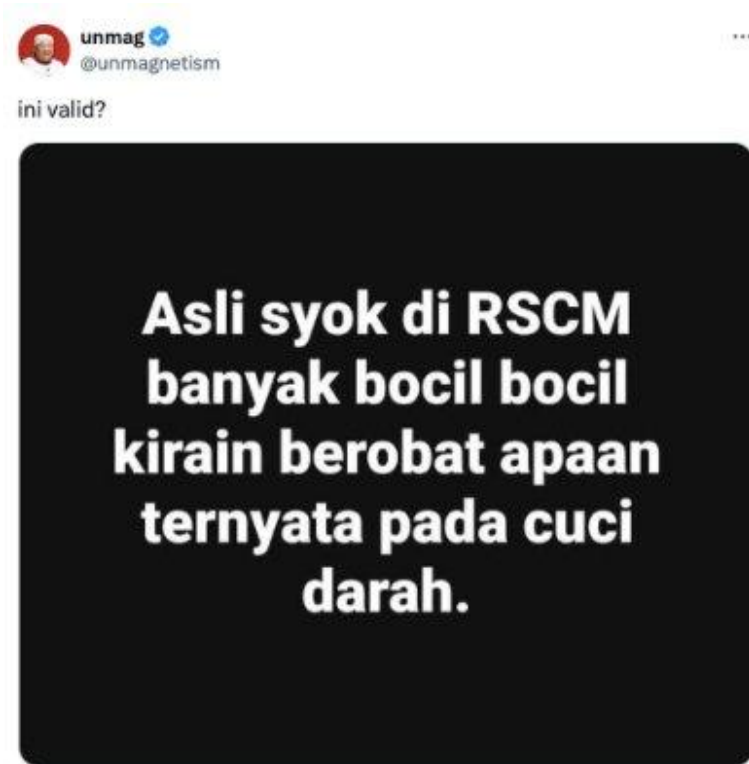 unmag
@unmagnetism
ini valid?
Asli syok di RSCM
banyak bocil bocil
kirain berobat apaan
ternyata pada cuci
darah.